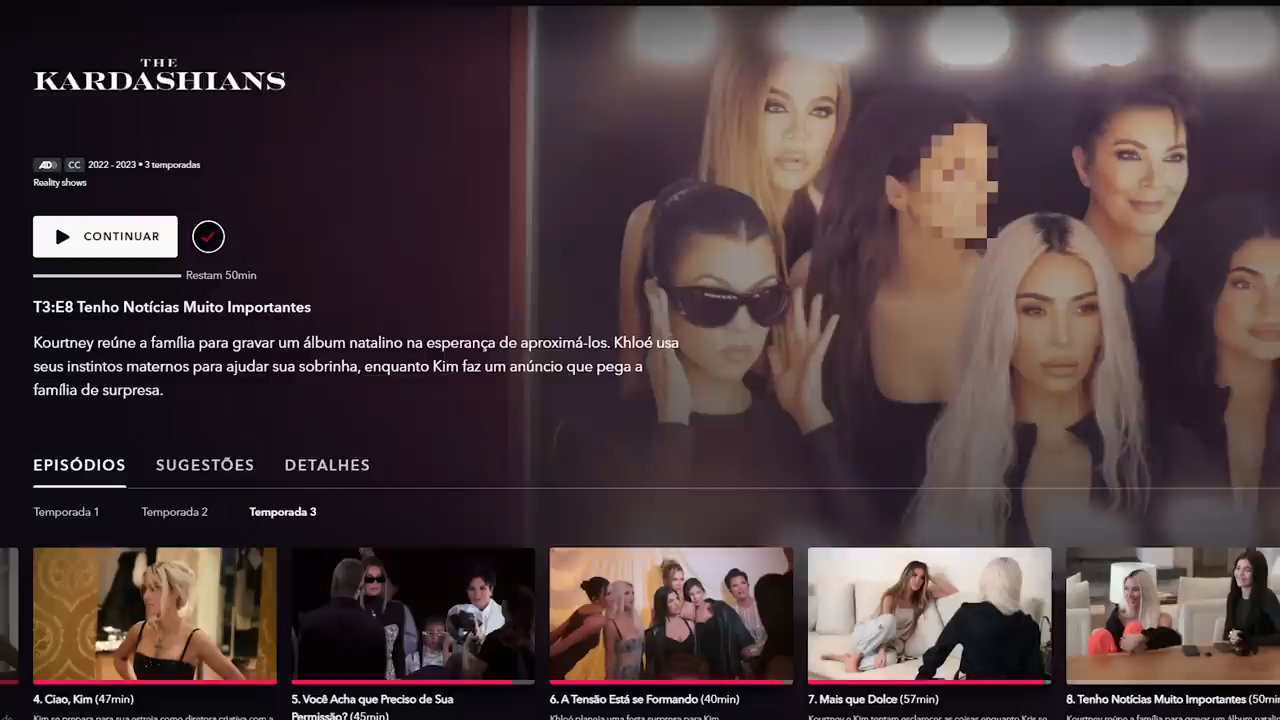 THE
KARDASHIANS
AD CC 2022 - 2023 • 3 temporadas
Reality shows
CONTINUAR
Restam 50min
T3:E8 Tenho Notícias Muito Importantes
Kourtney reúne a família para gravar um álbum natalino na esperança de aproximá-los. Khloé usa
seus instintos maternos para ajudar sua sobrinha, enquanto Kim faz um anúncio que pega a
família de surpresa.
EPISÓDIOS SUGESTÕES DETALHES
Temporada 1 Temporada 2 Temporada 3
4. Ciao, Kim (47min)
5. Você Acha que Preciso de Sua
Permissão? (45min)
6. A Tensão Está se Formando (40min)
7. Mais que Dolce (57min)
8. Tenho Notícias Muito Importantes (50min)